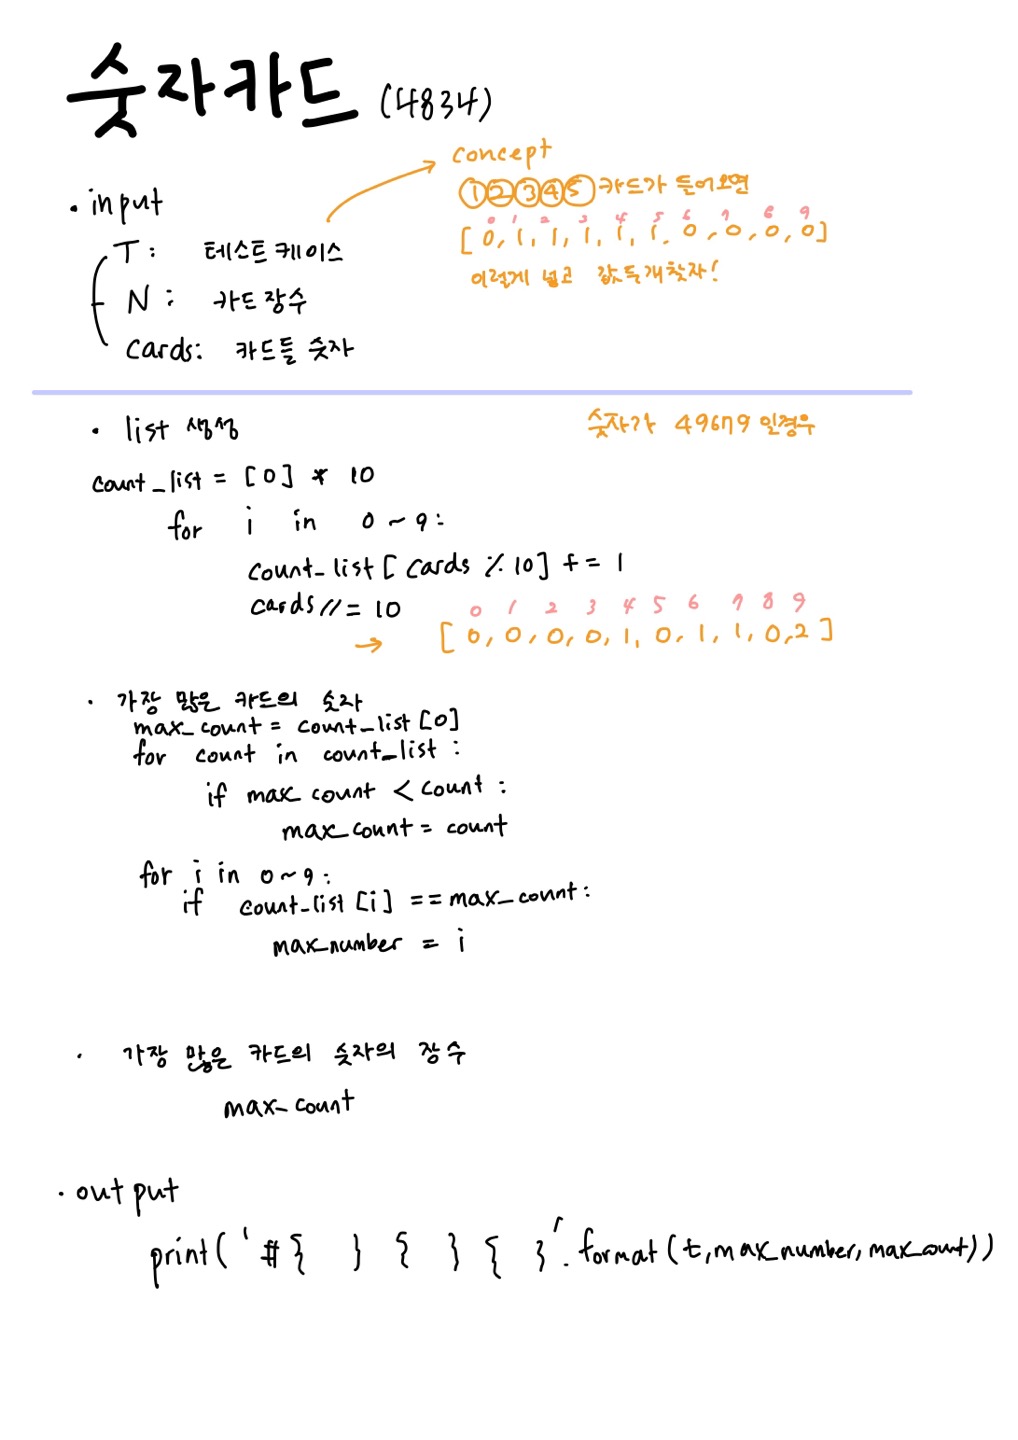 숫자카드 (4834)
concept
① ② ③ ④ ⑤ 카드가 들어오면
0 1 2 3 4 5 6 7 8 9
[ 0, 1, 1, 1, 1, 1, 0, 0, 0, 0 ]
이렇게 넣고
• input
T : 테스트 케이스
N : 카드 장수
cards: 카드들 숫자
• list 생성
숫자가 49679 일경우
count_list = [0] * 10
for i in 0 ~ 9:
count_list[ cards % 10 ] += 1
cards //= 10
0 1 2 3 4 5 6 7 8 9
→ [ 0, 0, 0, 0, 1, 0, 1, 1, 0, 2 ]
• 가장 많은 카드의 숫자
max_count = count_list [0]
for count in count_list :
if max_count < count :
max_count = count
for i in 0 ~ 9 :
if count_list [i] == max_count :
max_number = i
• 가장 많은 카드의 숫자의 장수
max_count
• output
print( '#{ } { } { }'.format (t, max_number, max_count))